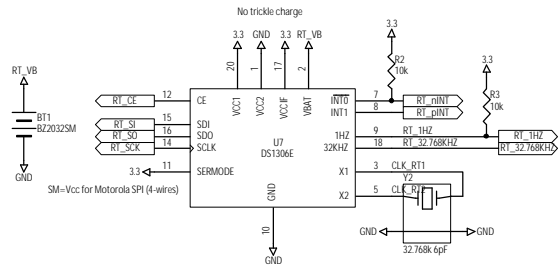 No trickle charge
3.3 GND 3.3 RT_VB
20 1 17 2
VCC1 VCC2 VCCIF VBAT
RT_VB
BT1
BZ2032SM
GND
RT_CE 12 CE
RT_SI 15 SDI
RT_SO 16 SDO
RT_SCK 14 SCLK
3.3 11 SERMODE
SM=Vcc for Motorola SPI (4-wires)
U7
DS1306E
GND
10
GND
INT0 7 RT_nINT
INT1 8 RT_pINT
1HZ 9 RT_1HZ RT_1HZ
32KHZ 18 RT_32.768KHZ RT_32.768KHZ
X1 3 CLK_RT1
X2 5 CLK_RT2
3.3
R2
10k
3.3
R3
10k
Y2
GND GND
32.768k 6pF